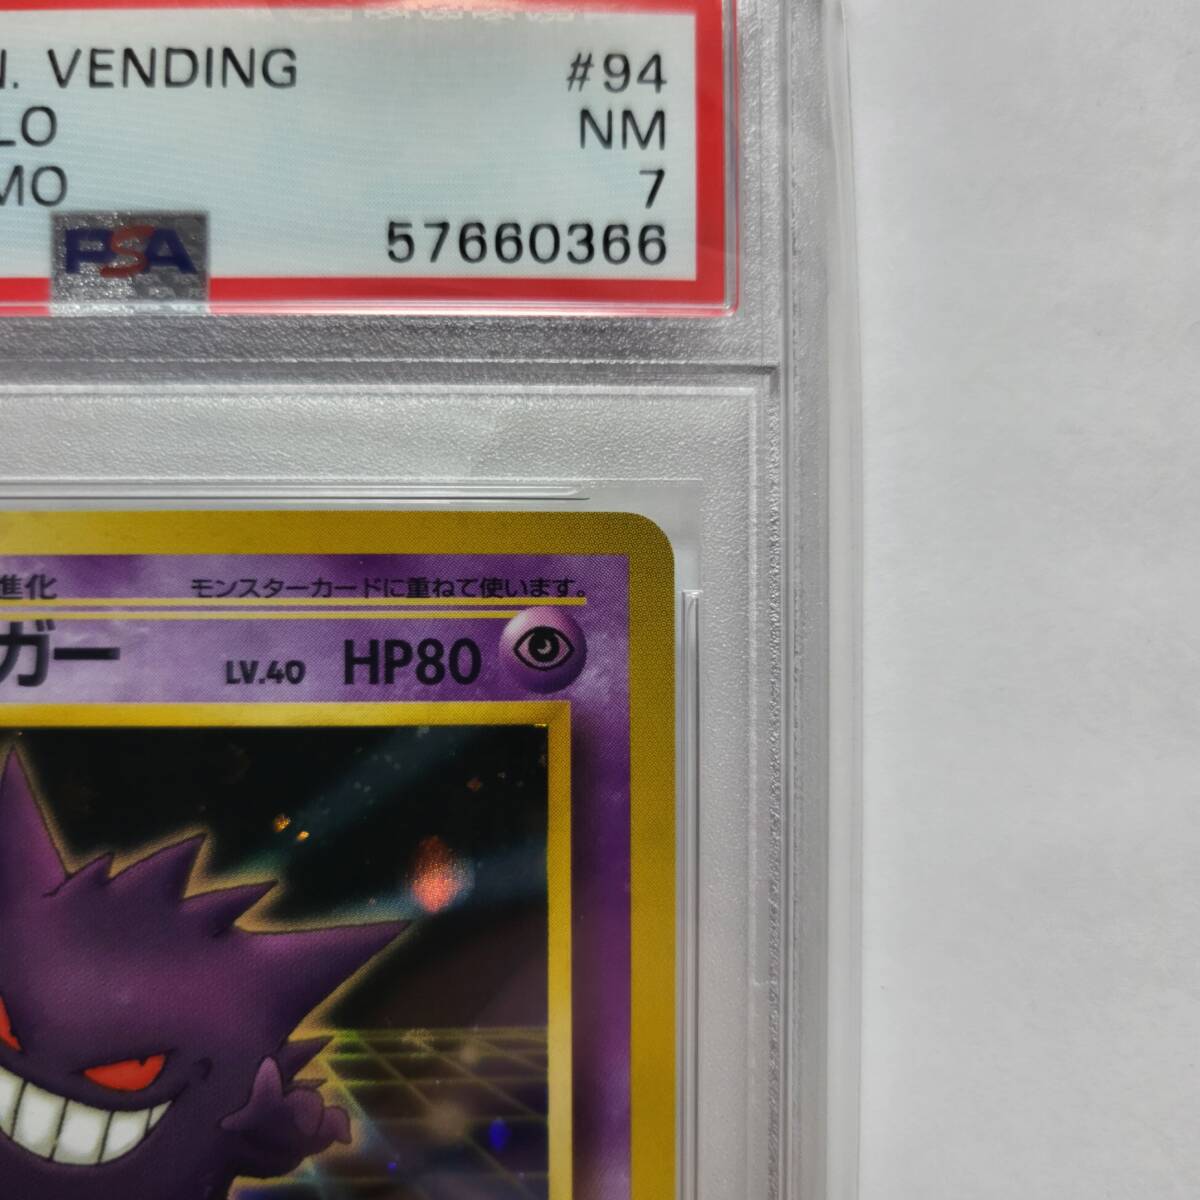 N. VENDING #94
LO NM
MO 7
PSA 57660366
進化 モンスターカードに重ねて使います。
ガー LV.40 HP80